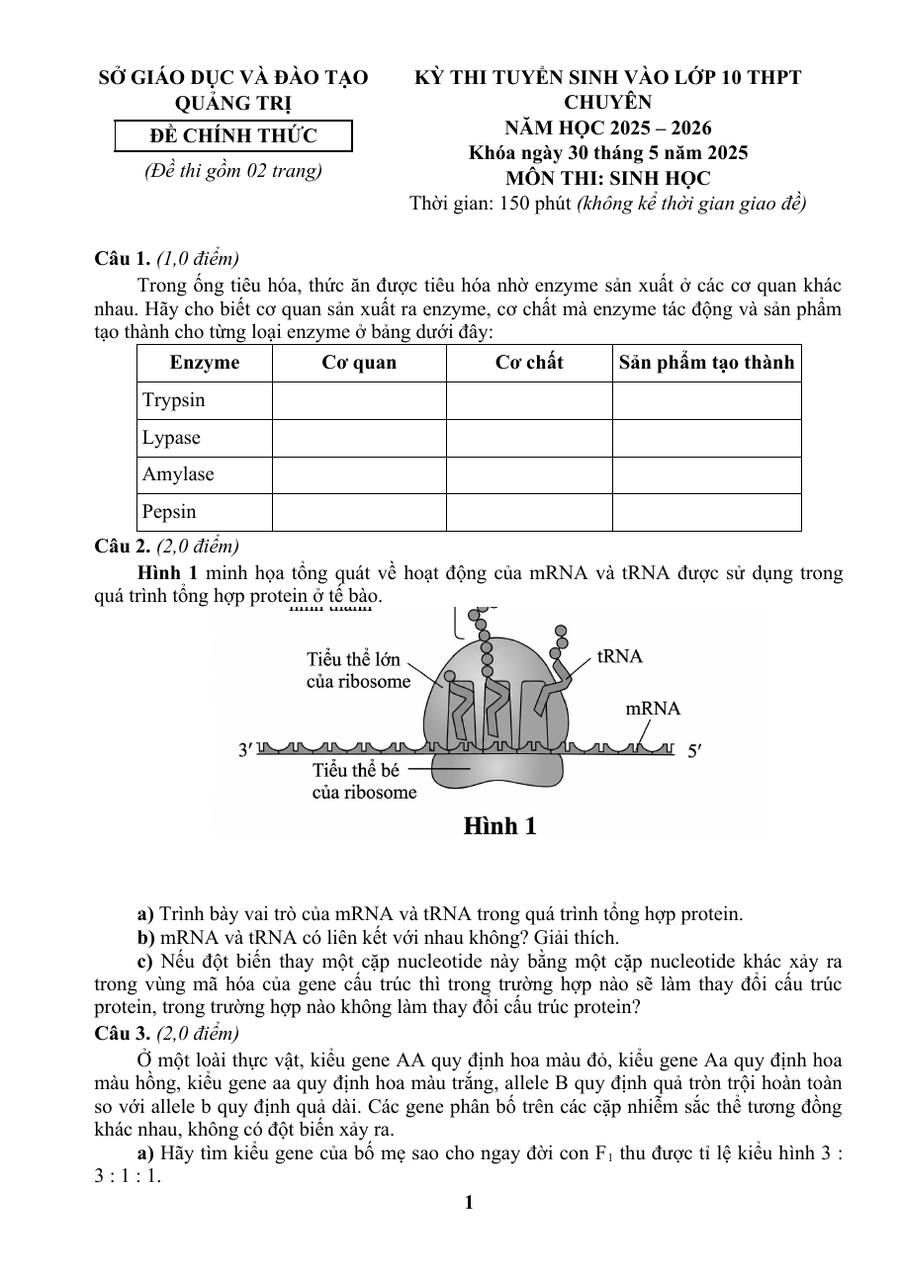 SỞ GIÁO DỤC VÀ ĐÀO TẠO
QUẢNG TRỊ
ĐỀ CHÍNH THỨC
(Đề thi gồm 02 trang)
KỲ THI TUYỂN SINH VÀO LỚP 10 THPT
CHUYÊN
NĂM HỌC 2025 – 2026
Khóa ngày 30 tháng 5 năm 2025
MÔN THI: SINH HỌC
Thời gian: 150 phút (không kể thời gian giao đề)
Câu 1. (1,0 điểm)
Trong ống tiêu hóa, thức ăn được tiêu hóa nhờ enzyme sản xuất ở các cơ quan khác
nhau. Hãy cho biết cơ quan sản xuất ra enzyme, cơ chất mà enzyme tác động và sản phẩm
tạo thành cho từng loại enzyme ở bảng dưới đây:
Enzyme Cơ quan Cơ chất Sản phẩm tạo thành
Trypsin
Lypase
Amylase
Pepsin
Câu 2. (2,0 điểm)
Hình 1 minh họa tổng quát về hoạt động của mRNA và tRNA được sử dụng trong
quá trình tổng hợp protein ở tế bào.
Tiểu thể lớn
của ribosome
tRNA
mRNA
3′ 5′
Tiểu thể bé
của ribosome
Hình 1
a) Trình bày vai trò của mRNA và tRNA trong quá trình tổng hợp protein.
b) mRNA và tRNA có liên kết với nhau không? Giải thích.
c) Nếu đột biến thay một cặp nucleotide này bằng một cặp nucleotide khác xảy ra
trong vùng mã hóa của gene cấu trúc thì trong trường hợp nào sẽ làm thay đổi cấu trúc
protein, trong trường hợp nào không làm thay đổi cấu trúc protein?
Câu 3. (2,0 điểm)
Ở một loài thực vật, kiểu gene AA quy định hoa màu đỏ, kiểu gene Aa quy định hoa
màu hồng, kiểu gene aa quy định hoa màu trắng, allele B quy định quả tròn trội hoàn toàn
so với allele b quy định quả dài. Các gene phân bố trên các cặp nhiễm sắc thể tương đồng
khác nhau, không có đột biến xảy ra.
a) Hãy tìm kiểu gene của bố mẹ sao cho ngay đời con F1 thu được tỉ lệ kiểu hình 3 :
3 : 1 : 1.
1